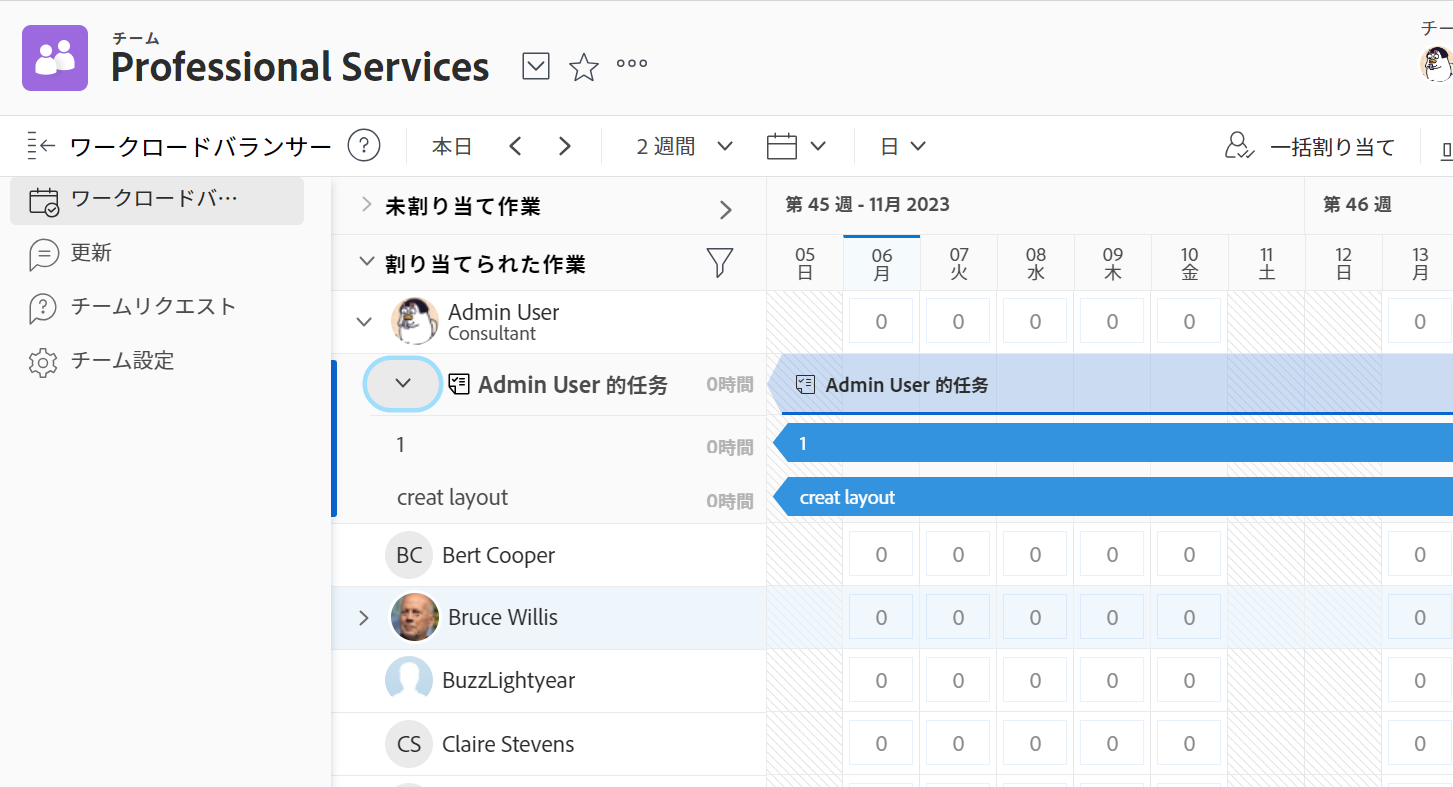 チーム
Professional Services
チー
ワークロードバランサー
本日
2 週間
日
一括割り当て
ワークロードバ…
更新
チームリクエスト
チーム設定
未割り当て作業
第 45 週 - 11月 2023
第 46 週
割り当てられた作業
05 06 07 08 09 10 11 12 13
日 月 火 水 木 金 土 日 月
Admin User
Consultant
0 0 0 0 0 0
Admin User 的任务 0時間
Admin User 的任务
1 0時間
1
creat layout 0時間
creat layout
BC Bert Cooper 0 0 0 0 0 0
Bruce Willis 0 0 0 0 0 0
BuzzLightyear 0 0 0 0 0 0
CS Claire Stevens 0 0 0 0 0 0